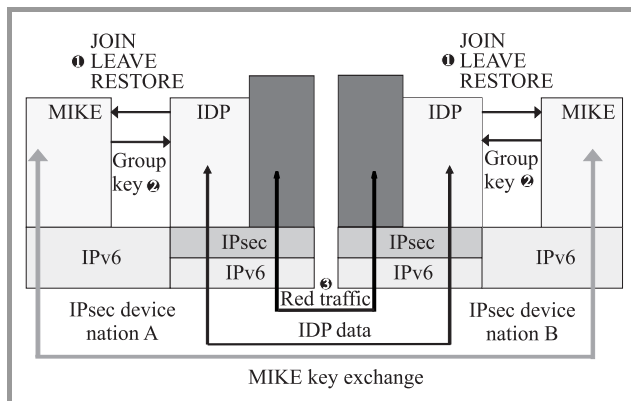 JOIN
❶ LEAVE
RESTORE
JOIN
❶ LEAVE
RESTORE
MIKE
IDP
IDP
MIKE
Group
key ❷
Group
key ❷
IPv6
IPsec
IPv6
IPsec
IPv6
IPv6
❸
Red traffic
IPsec device
nation A
IPsec device
nation B
IDP data
MIKE key exchange